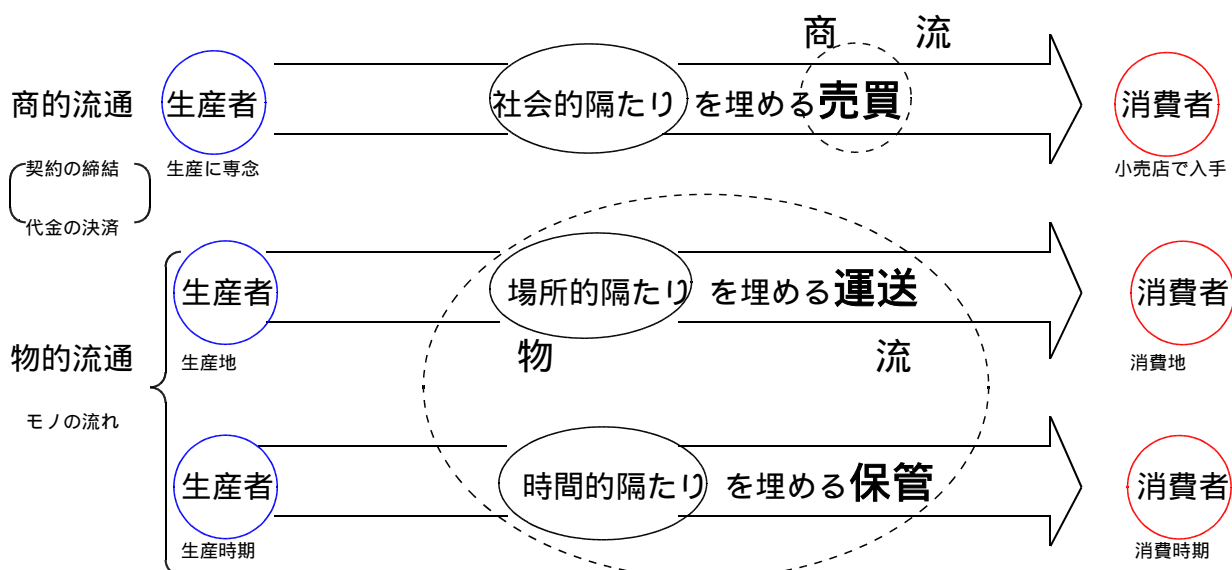 商 流
商的流通 生産者 社会的隔たり を埋める売買 消費者
契約の締結 生産に専念 小売店で入手
代金の決済
生産者 場所的隔たり を埋める運送 消費者
物的流通 生産地 物 流 消費地
モノの流れ
生産者 時間的隔たり を埋める保管 消費者
生産時期 消費時期